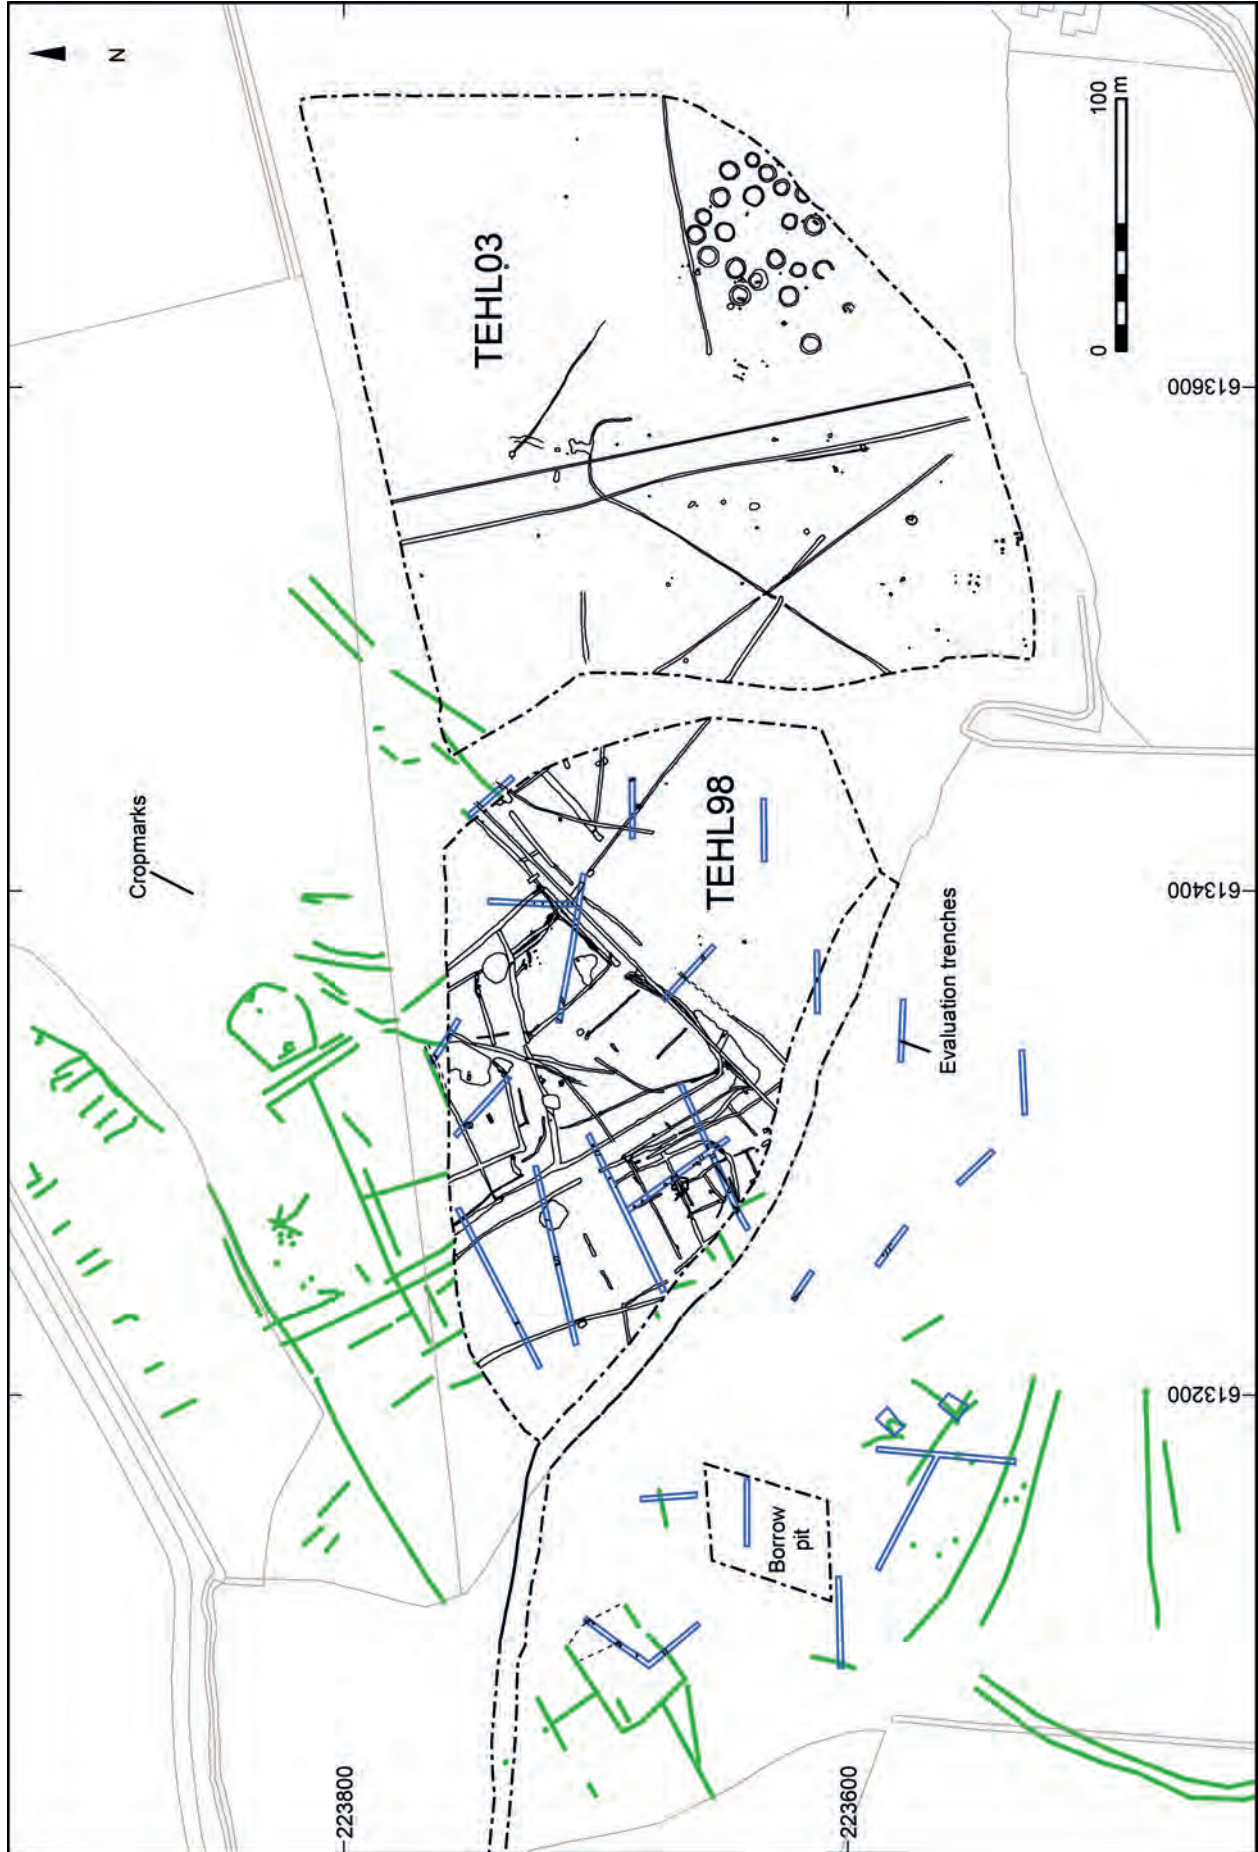 N
TEHL03
100
m
0
613600
Cropmarks
TEHL98
613400
Evaluation trenches
613200
Borrow
pit
223800
223600